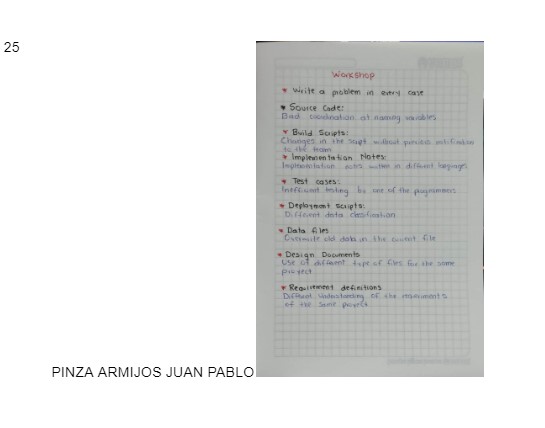 25
Workshop
Write a problem in every case
Source Code:
Bad coordination at naming variables
Build Scripts:
Changes in the script without previous notification
to the team
Implementation Notes:
Implementation notes written in different languages
Test cases:
Inefficient testing by one of the programmers
Deployment scripts:
Different data clasification
Data files
Overwrite old data in the current file
Design Documents
Use of different type of files for the same
project
Requirement definitions
Different understanding of the requirements
of the same project
PINZA ARMIJOS JUAN PABLO